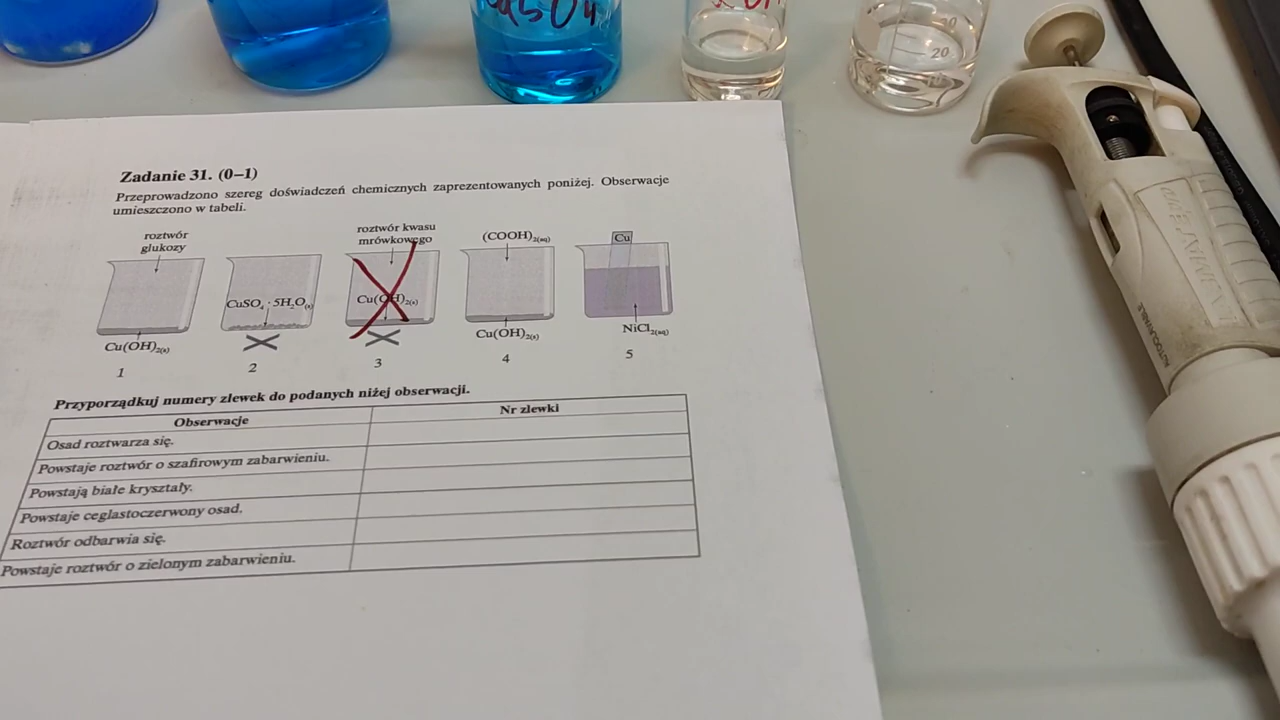 20
Zadanie 31. (0–1)
Przeprowadzono szereg doświadczeń chemicznych zaprezentowanych poniżej. Obserwacje
umieszczono w tabeli.
roztwór
glukozy
Cu(OH)2(s)
1
CuSO4 · 5H2O(s)
2
roztwór kwasu
mrówkowego
Cu(OH)2(s)
3
(COOH)2(aq)
Cu(OH)2(s)
4
Cu
NiCl2(aq)
5
Przyporządkuj numery zlewek do podanych niżej obserwacji.
Obserwacje
Nr zlewki
Osad roztwarza się.
Powstaje roztwór o szafirowym zabarwieniu.
Powstają białe kryształy.
Powstaje ceglastoczerwony osad.
Roztwór odbarwia się.
Powstaje roztwór o zielonym zabarwieniu.
AUTOCLAVABLE